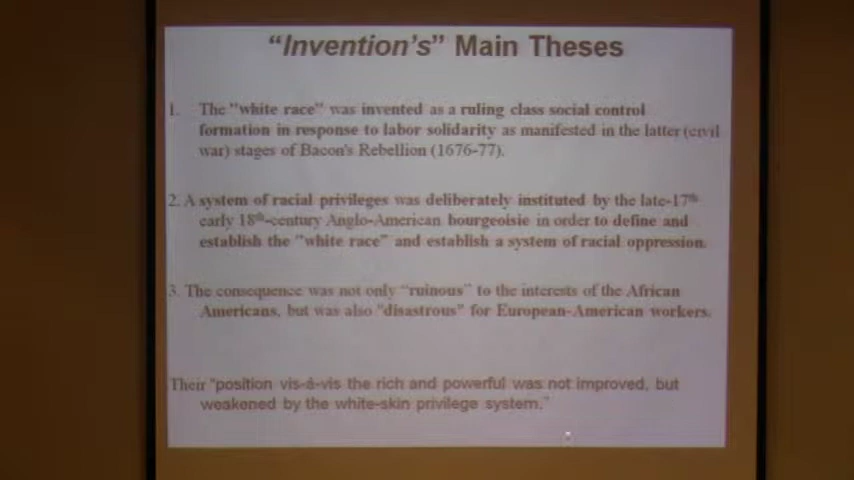 "Invention's" Main Theses
1. The "white race" was invented as a ruling class social control
formation in response to labor solidarity as manifested in the latter (civil
war) stages of Bacon's Rebellion (1676-77).
2. A system of racial privileges was deliberately instituted by the late-17th
early 18th-century Anglo-American bourgeoisie in order to define and
establish the "white race" and establish a system of racial oppression.
3. The consequence was not only "ruinous" to the interests of the African
Americans, but was also "disastrous" for European-American workers.
Their "position vis-à-vis the rich and powerful was not improved, but
weakened by the white-skin privilege system."